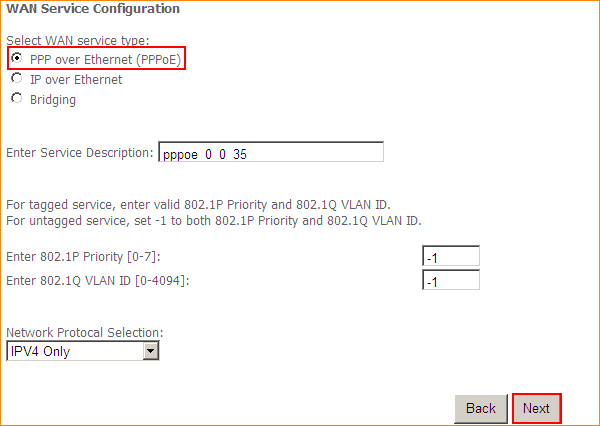 WAN Service Configuration
Select WAN service type:
PPP over Ethernet (PPPoE)
IP over Ethernet
Bridging
Enter Service Description: pppoe_0_0_35
For tagged service, enter valid 802.1P Priority and 802.1Q VLAN ID.
For untagged service, set -1 to both 802.1P Priority and 802.1Q VLAN ID.
Enter 802.1P Priority [0-7]: -1
Enter 802.1Q VLAN ID [0-4094]: -1
Network Protocal Selection:
IPV4 Only
Back Next